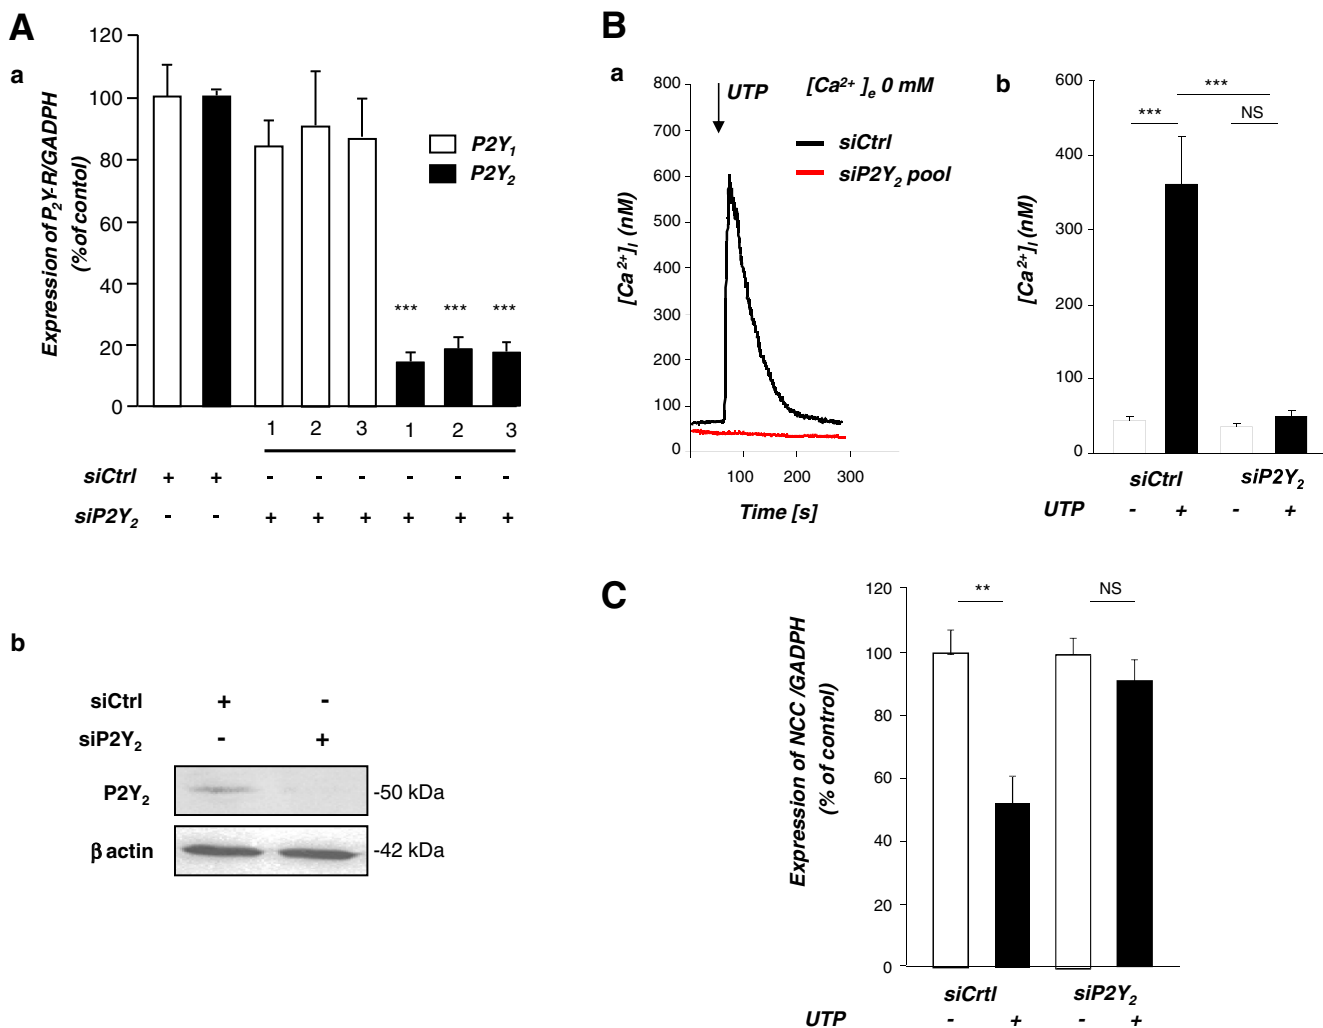 A
a
Expression of P2Y-R/GADPH
(% of contol)
120
100
80
60
40
20
0
P2Y1
P2Y2
*** *** ***
1 2 3 1 2 3
siCtrl + + - - - - - -
siP2Y2 - - + + + + + +
b
siCtrl + -
siP2Y2 - +
P2Y2 -50 kDa
β actin -42 kDa
B
a
[Ca2+]i (nM)
800
700
600
500
400
300
200
100
0
UTP
[Ca2+ ]e 0 mM
siCtrl
siP2Y2 pool
100 200 300
Time [s]
b
[Ca2+]i (nM)
600
400
300
200
100
0
***
*** NS
siCtrl siP2Y2
UTP - + - +
C
Expression of NCC /GADPH
(% of control)
120
100
80
60
40
20
0
** NS
siCrtl siP2Y2
UTP - + - +